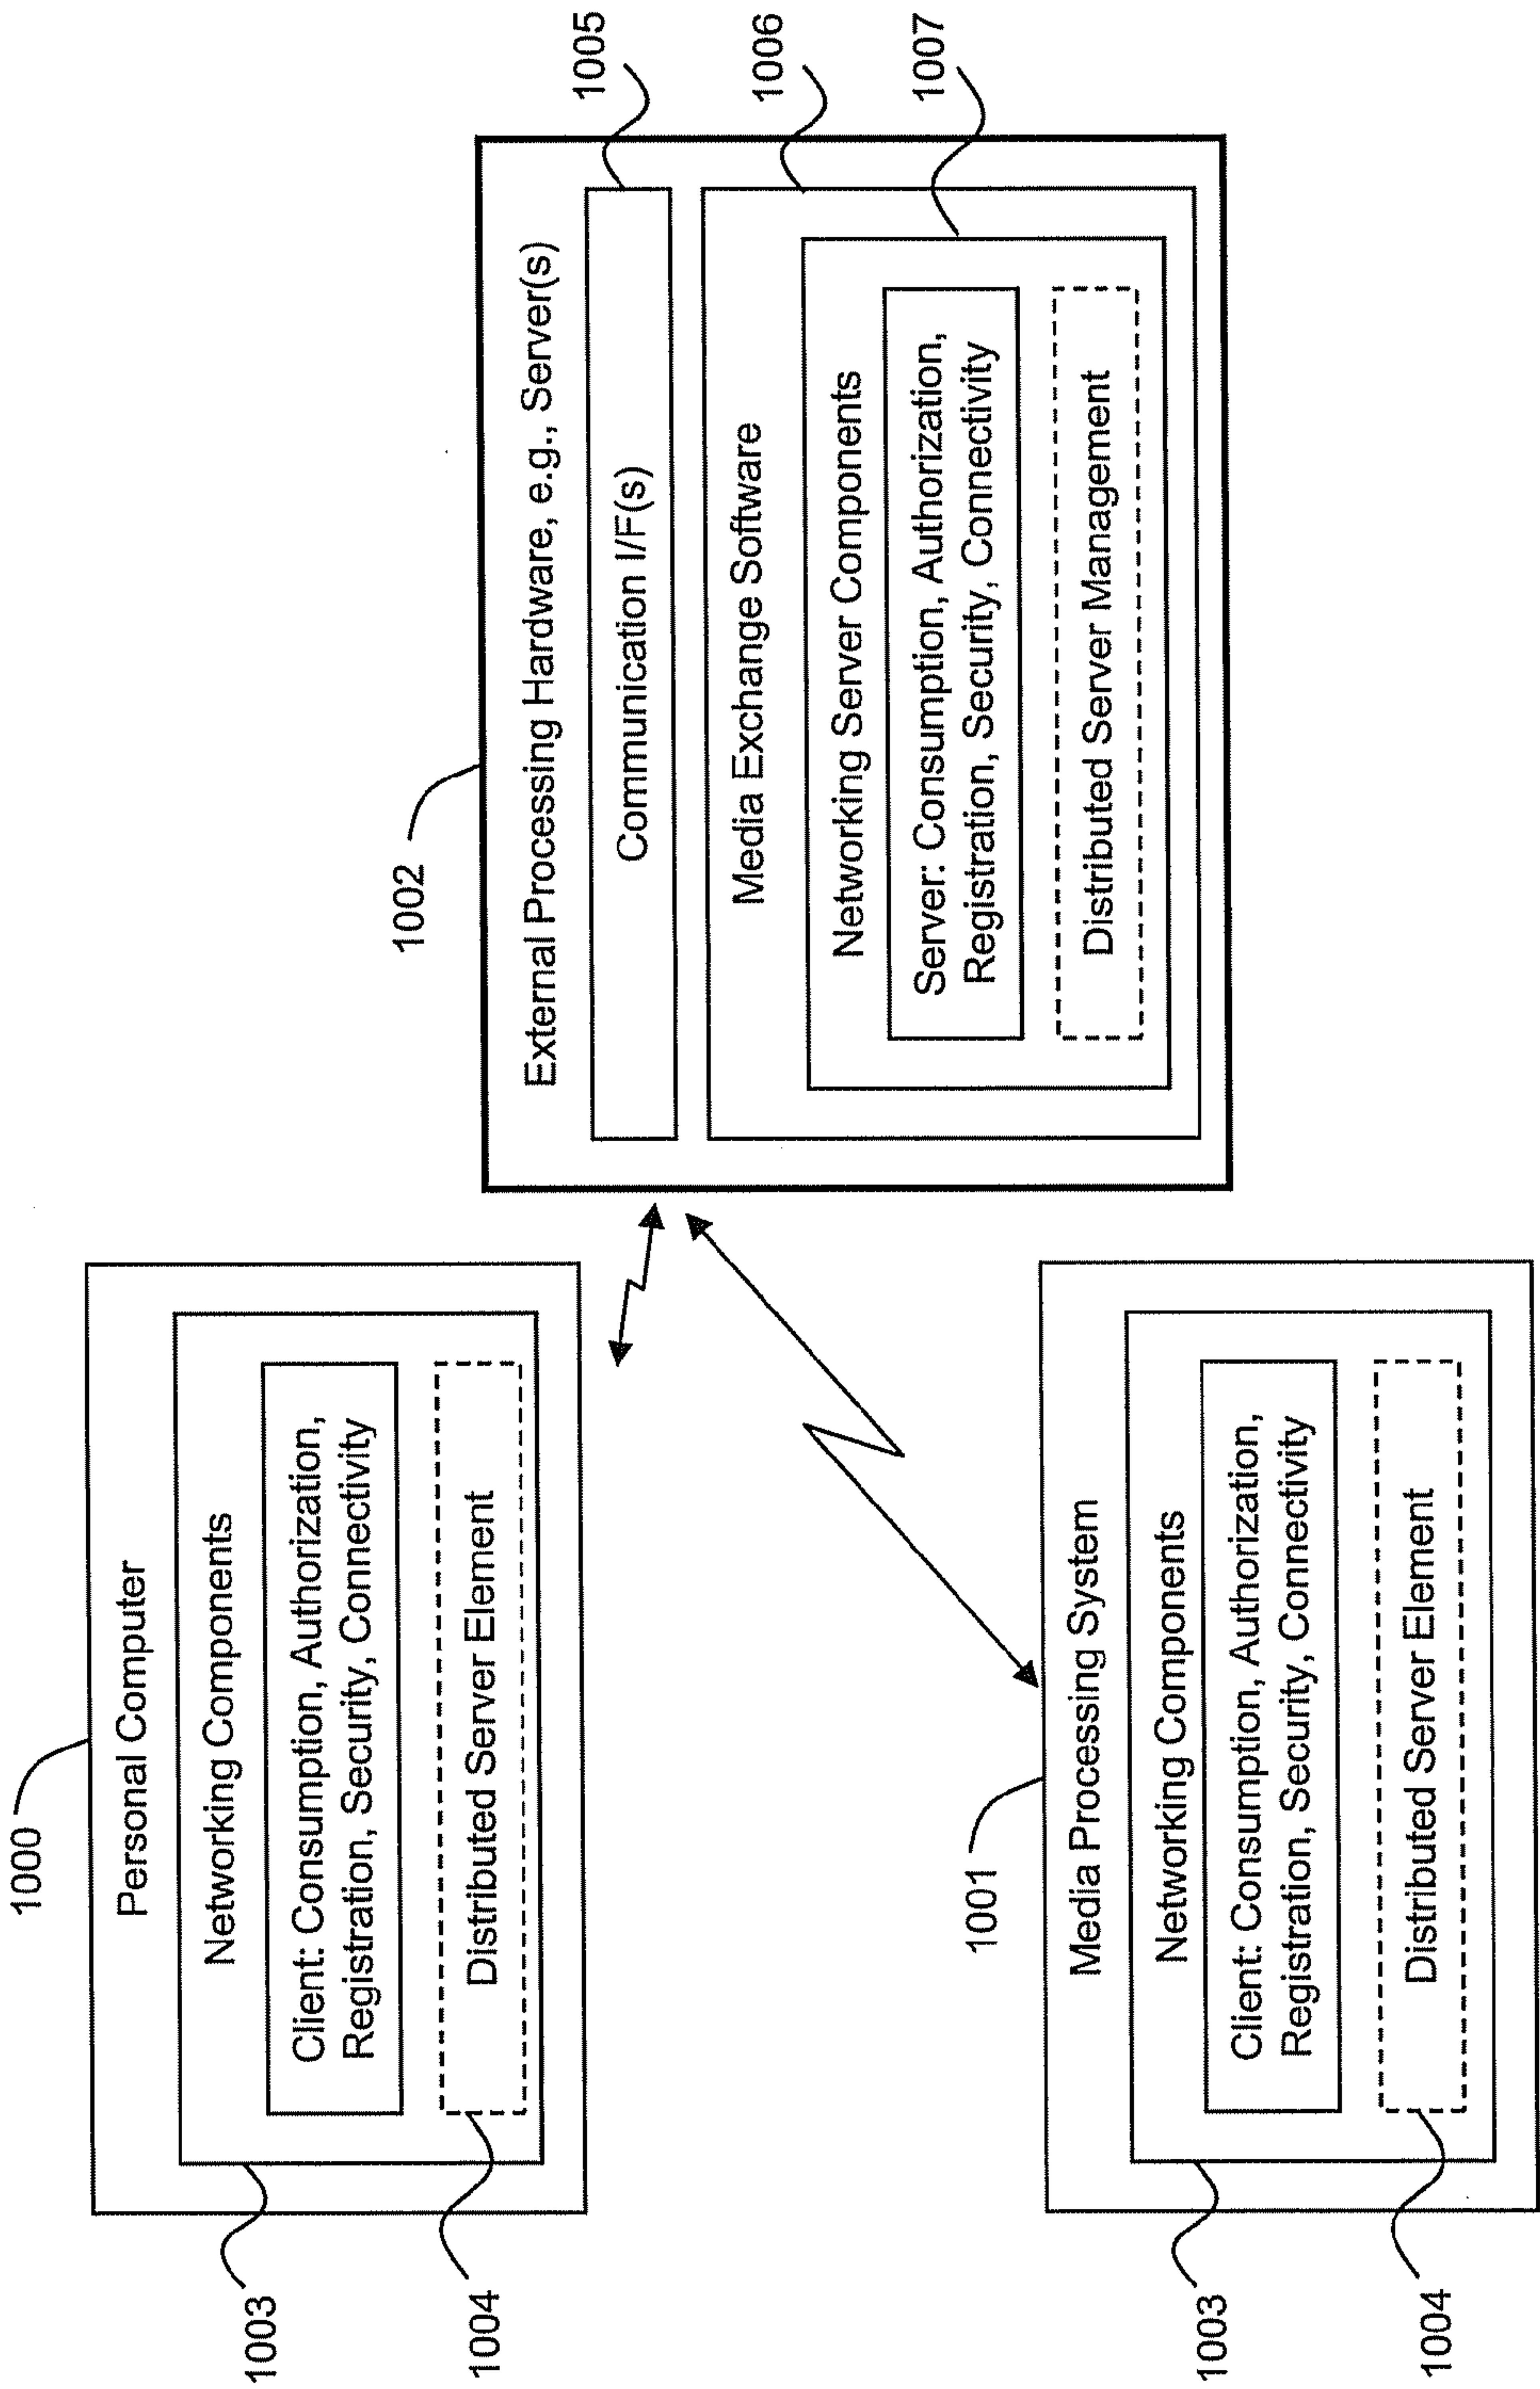 1000
Personal Computer
Networking Components
Client: Consumption, Authorization,
Registration, Security, Connectivity
Distributed Server Element
1003
1004
1001
Media Processing System
Networking Components
Client: Consumption, Authorization,
Registration, Security, Connectivity
Distributed Server Element
1003
1004
1002
External Processing Hardware, e.g., Server(s)
Communication I/F(s)
Media Exchange Software
Networking Server Components
Server: Consumption, Authorization,
Registration, Security, Connectivity
Distributed Server Management
1005
1006
1007